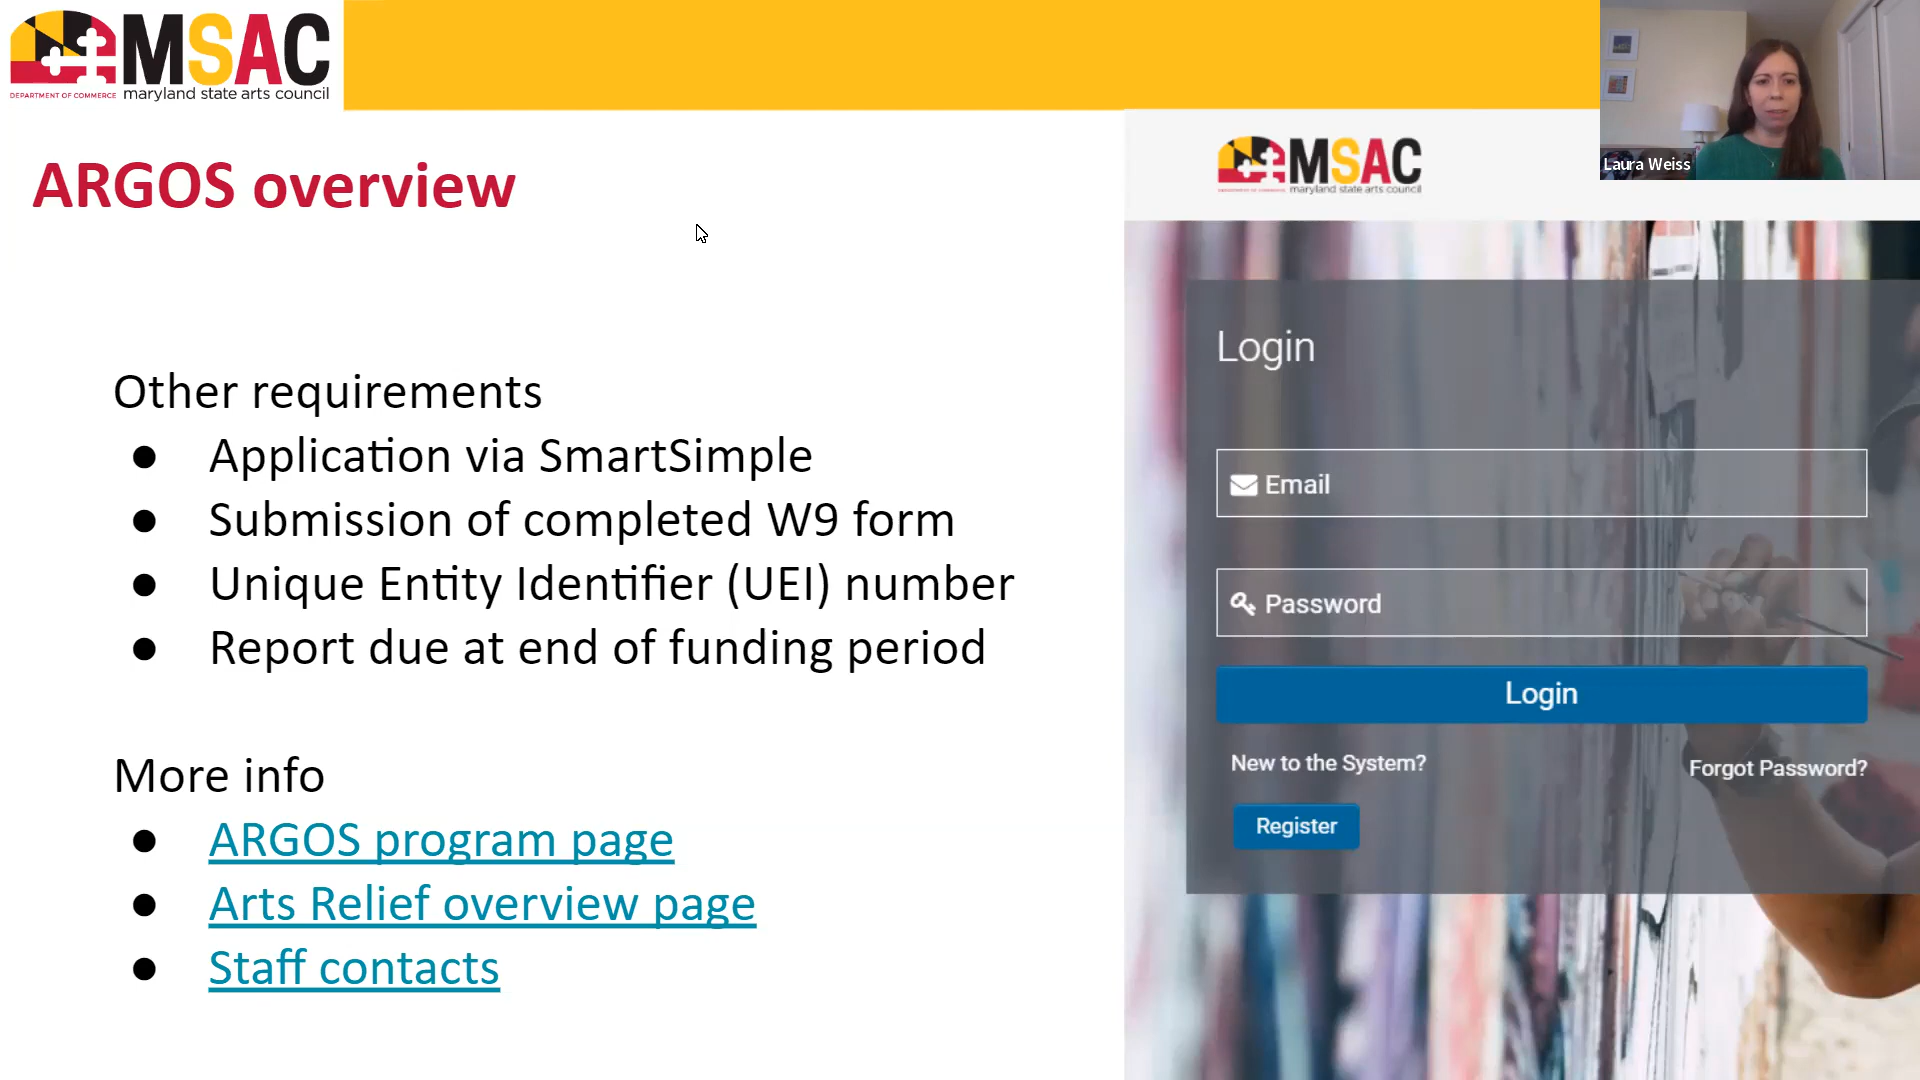 MSAC
DEPARTMENT OF COMMERCE maryland state arts council
Laura Weiss
ARGOS overview
Other requirements
● Application via SmartSimple
● Submission of completed W9 form
● Unique Entity Identifier (UEI) number
● Report due at end of funding period
More info
● ARGOS program page
● Arts Relief overview page
● Staff contacts
MSAC
DEPARTMENT OF COMMERCE maryland state arts council
Login
Email
Password
Login
New to the System?
Forgot Password?
Register